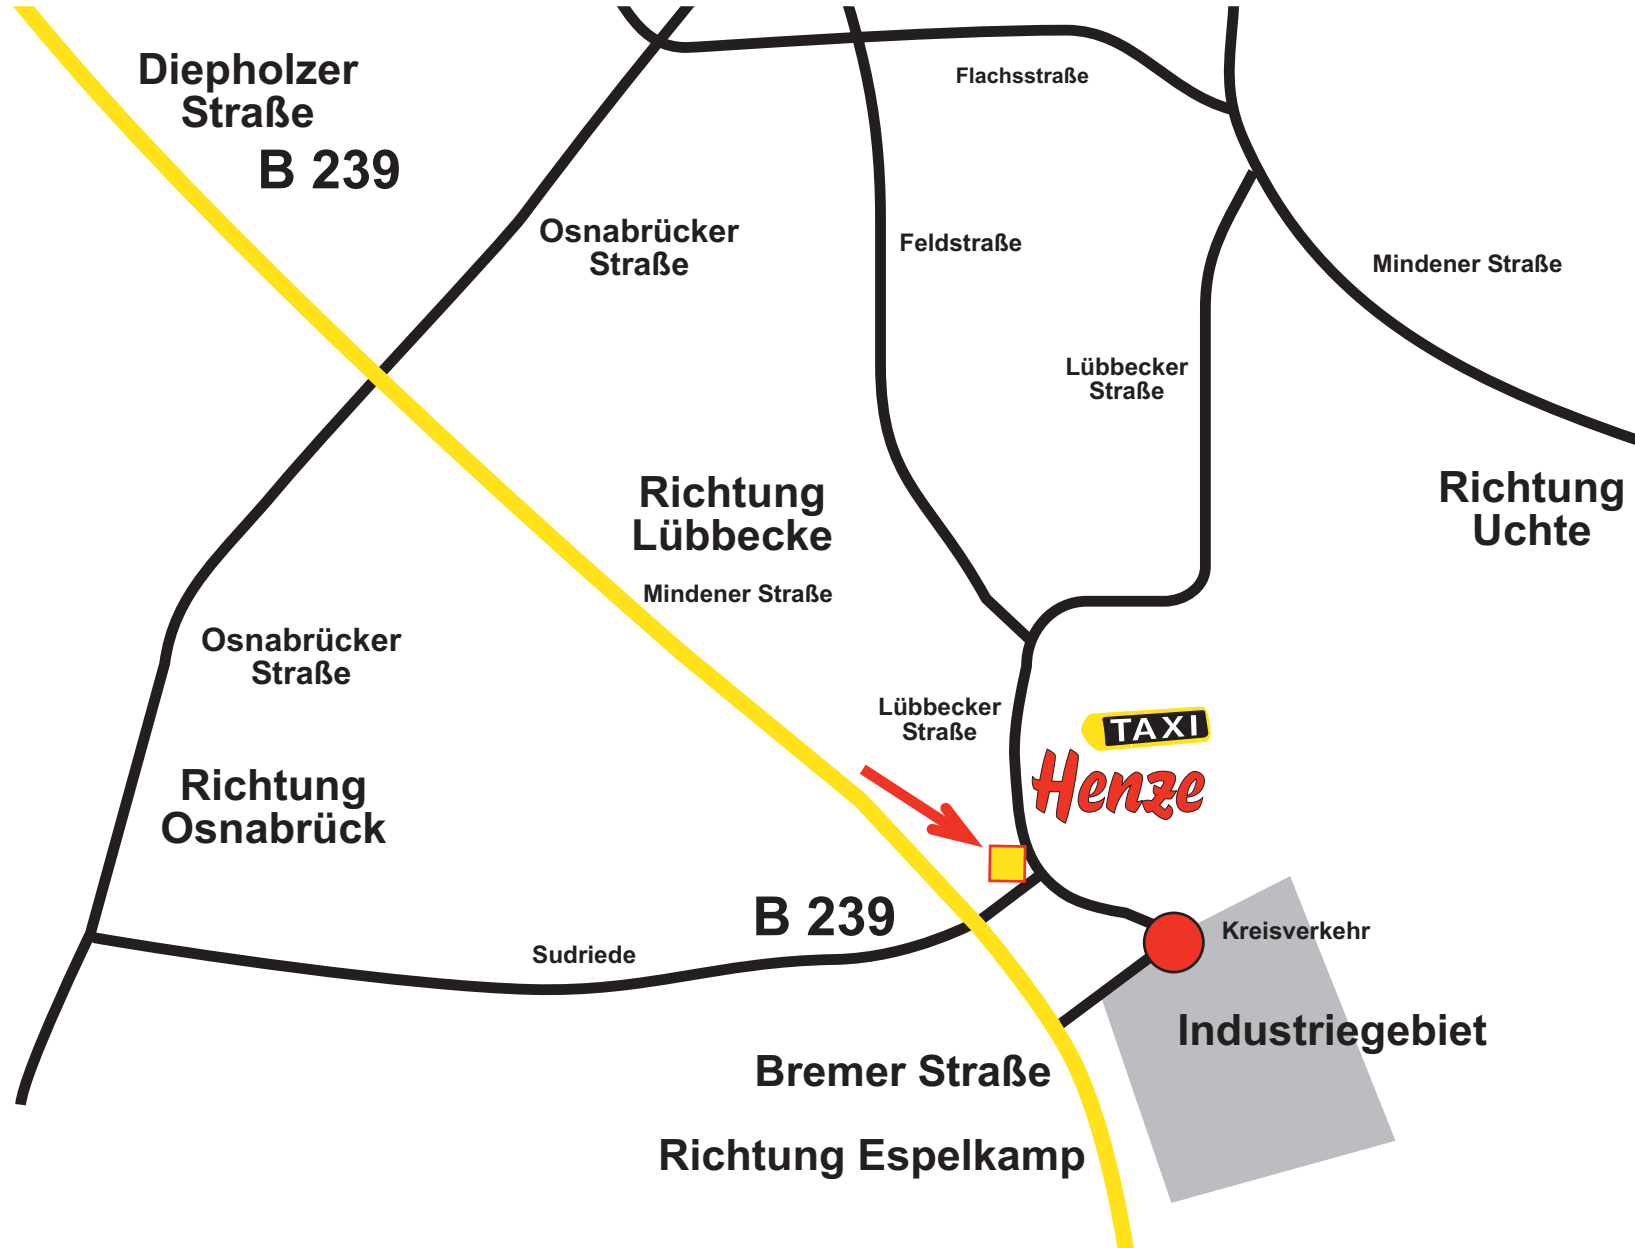 Diepholzer
Straße
B 239
Flachsstraße
Osnabrücker
Straße
Feldstraße
Mindener Straße
Lübbecker
Straße
Richtung
Lübbecke
Mindener Straße
Richtung
Uchte
Osnabrücker
Straße
Lübbecker
Straße
TAXI
Henze
Richtung
Osnabrück
B 239
Sudriede
Kreisverkehr
Industriegebiet
Bremer Straße
Richtung Espelkamp